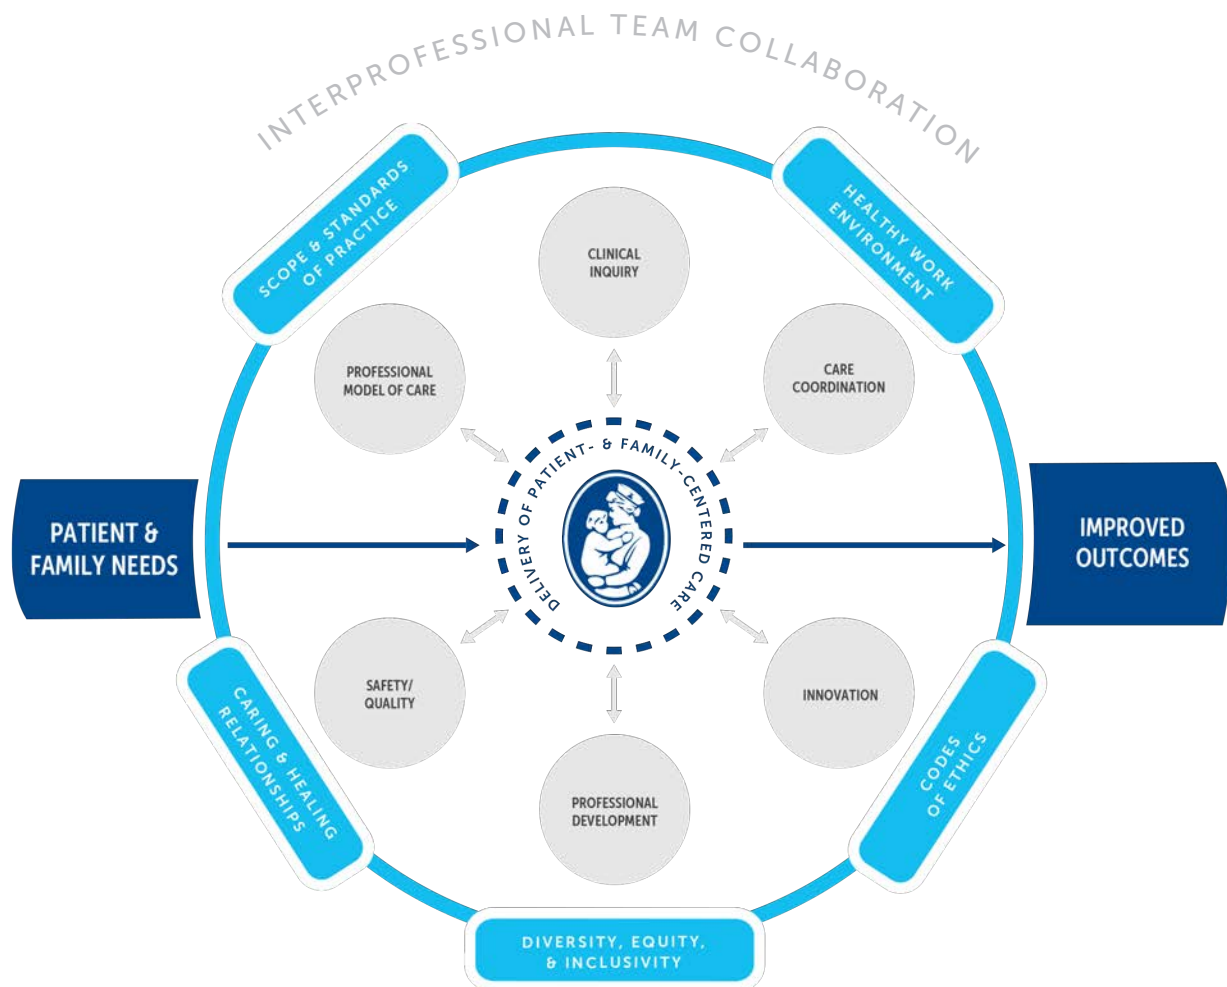 INTERPROFESSIONAL TEAM COLLABORATION
SCOPE & STANDARDS
OF PRACTICE
HEALTHY WORK
ENVIRONMENT
CLINICAL
INQUIRY
PROFESSIONAL
MODEL OF CARE
CARE
COORDINATION
DELIVERY OF PATIENT- & FAMILY-CENTERED CARE
PATIENT &
FAMILY NEEDS
IMPROVED
OUTCOMES
SAFETY/
QUALITY
INNOVATION
PROFESSIONAL
DEVELOPMENT
CARING & HEALING
RELATIONSHIPS
CODES
OF ETHICS
DIVERSITY, EQUITY,
& INCLUSIVITY